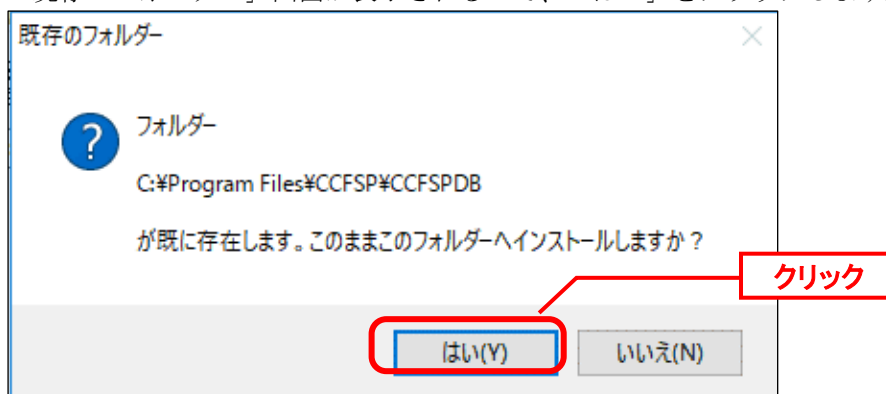 既存のフォルダー
フォルダー
C:¥Program Files¥CCFSP¥CCFSPDB
が既に存在します。このままこのフォルダーへインストールしますか？
クリック
はい(Y)
いいえ(N)